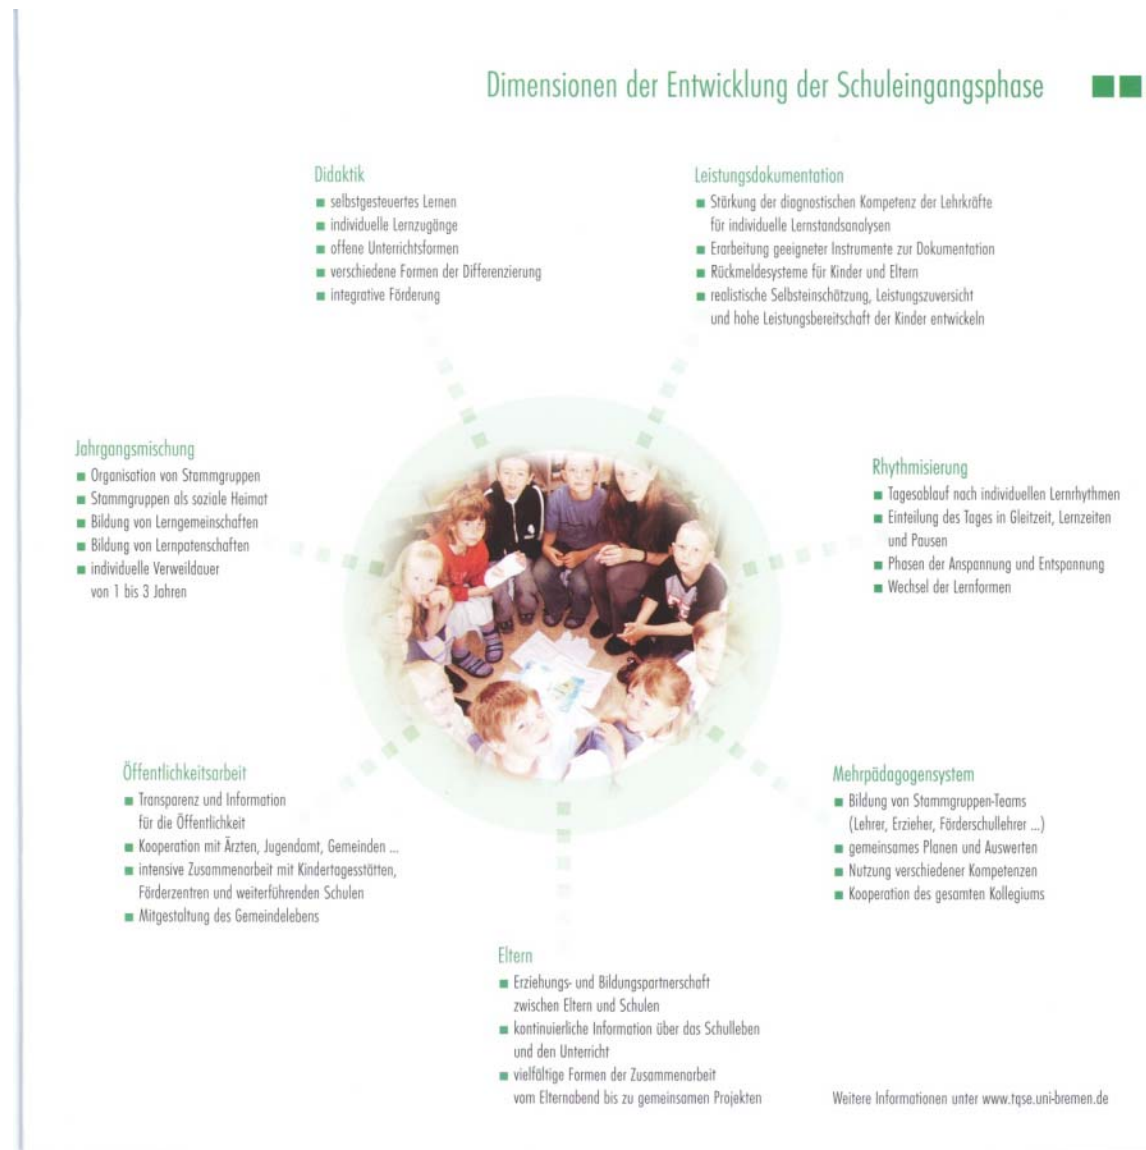 Dimensionen der Entwicklung der Schuleingangsphase
Didaktik
selbstgesteuertes Lernen
individuelle Lernzugänge
offene Unterrichtsformen
verschiedene Formen der Differenzierung
integrative Förderung
Leistungsdokumentation
Stärkung der diagnostischen Kompetenz der Lehrkräfte
für individuelle Lernstandsanalysen
Erarbeitung geeigneter Instrumente zur Dokumentation
Rückmeldesysteme für Kinder und Eltern
realistische Selbsteinschätzung, Leistungszuversicht
und hohe Leistungsbereitschaft der Kinder entwickeln
Jahrgangsmischung
Organisation von Stammgruppen
Stammgruppen als soziale Heimat
Bildung von Lerngemeinschaften
Bildung von Lernpatenschaften
individuelle Verweildauer
von 1 bis 3 Jahren
Rhythmisierung
Tagesablauf nach individuellen Lernrhythmen
Einteilung des Tages in Gleitzeit, Lernzeiten
und Pausen
Phasen der Anspannung und Entspannung
Wechsel der Lernformen
Öffentlichkeitsarbeit
Transparenz und Information
für die Öffentlichkeit
Kooperation mit Ärzten, Jugendamt, Gemeinden ...
intensive Zusammenarbeit mit Kindertagesstätten,
Förderzentren und weiterführenden Schulen
Mitgestaltung des Gemeindelebens
Mehrpädagogensystem
Bildung von Stammgruppen-Teams
(Lehrer, Erzieher, Förderschullehrer ...)
gemeinsames Planen und Auswerten
Nutzung verschiedener Kompetenzen
Kooperation des gesamten Kollegiums
Eltern
Erziehungs- und Bildungspartnerschaft
zwischen Eltern und Schulen
kontinuierliche Information über das Schulleben
und den Unterricht
vielfältige Formen der Zusammenarbeit
vom Elternabend bis zu gemeinsamen Projekten
Weitere Informationen unter www.tqse.uni-bremen.de